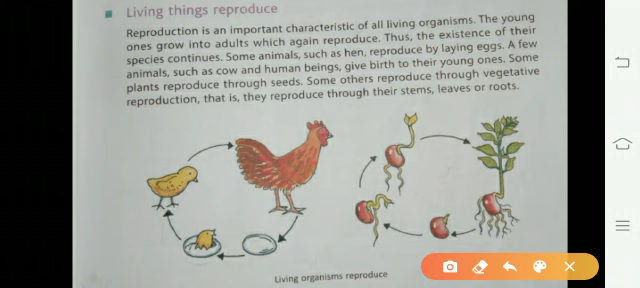 Living things reproduce
Reproduction is an important characteristic of all living organisms. The young
ones grow into adults which again reproduce. Thus, the existence of their
species continues. Some animals, such as hen, reproduce by laying eggs. A few
animals, such as cow and human beings, give birth to their young ones. Some
plants reproduce through seeds. Some others reproduce through vegetative
reproduction, that is, they reproduce through their stems, leaves or roots.
Living organisms reproduce